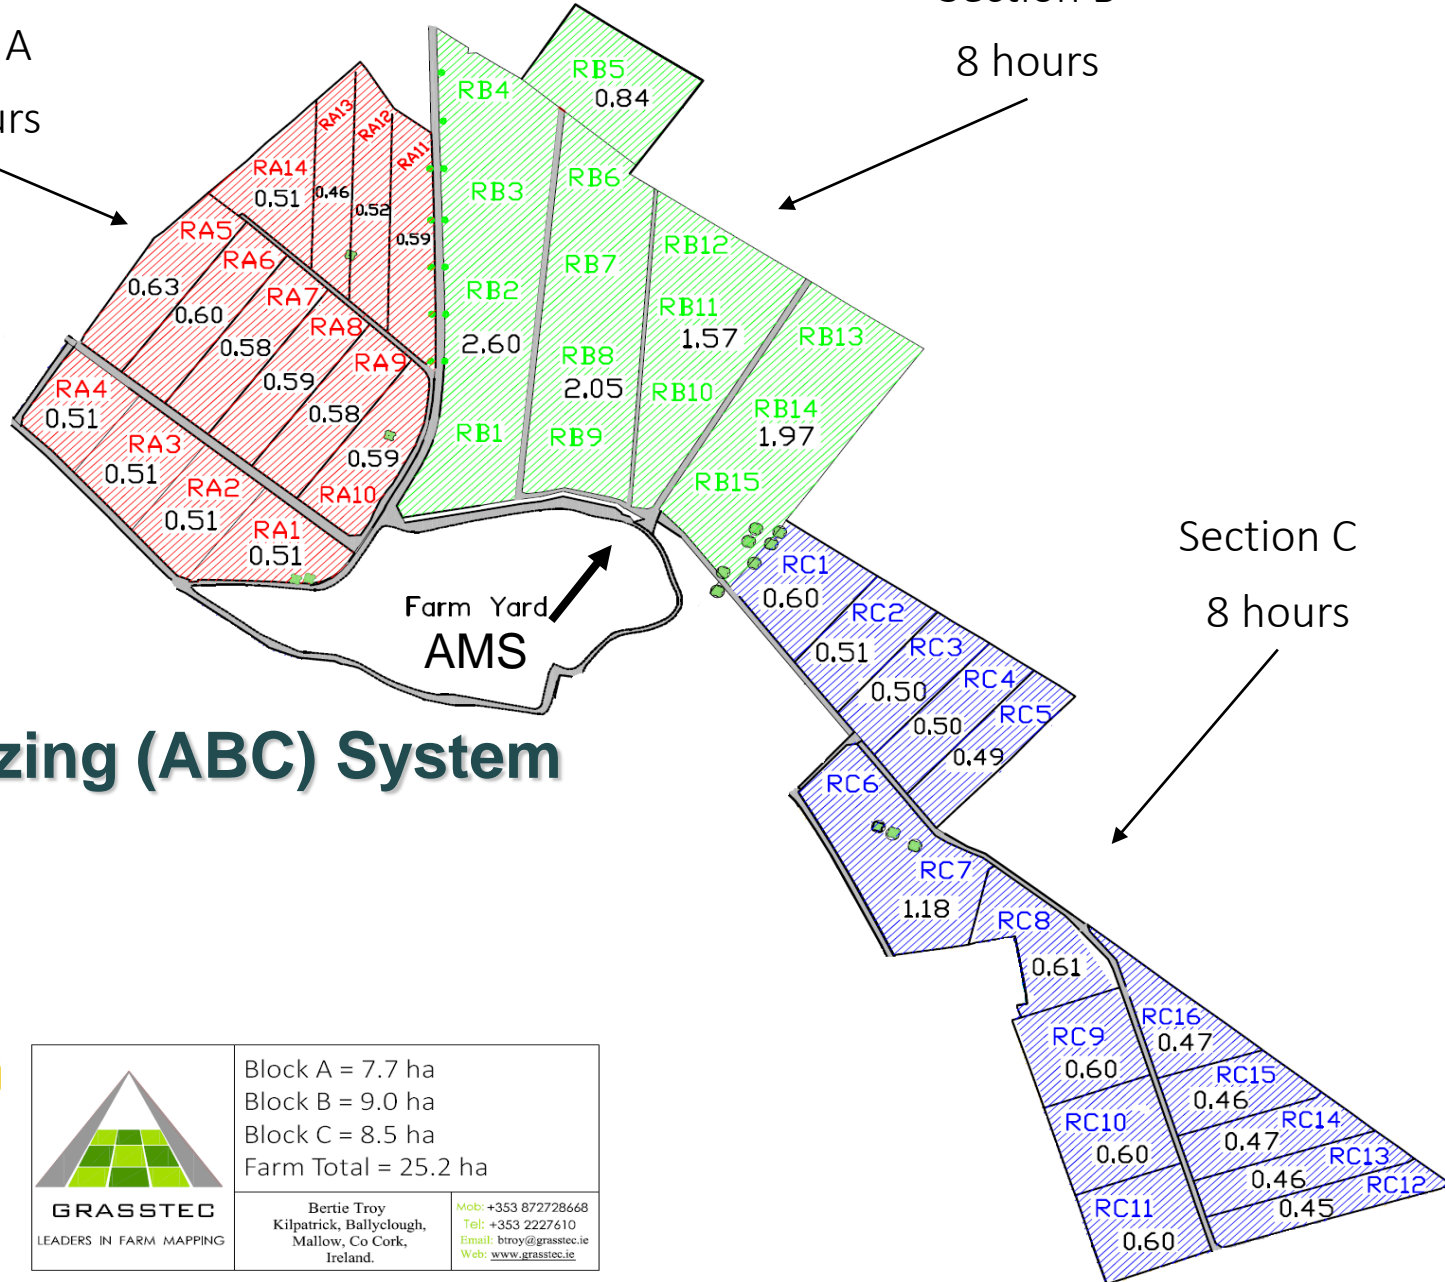 A
urs
Section B
8 hours
RB5
0.84
RB4
RA13
RA12
RA11
RA14
0.51
0.46
0.52
0.59
RB3
RB6
RA5
RA6
RA7
RA8
RA9
0.63
0.60
0.58
0.59
0.58
0.59
RA10
RB7
RB12
RB2
2.60
RB11
1.57
RB13
RB8
2.05
RB10
RB14
1.97
RB1
RB9
RB15
RA4
0.51
RA3
0.51
RA2
0.51
RA1
0.51
Farm Yard
AMS
Section C
8 hours
RC1
0.60
RC2
0.51
RC3
0.50
RC4
0.50
RC5
0.49
zing (ABC) System
RC6
RC7
1.18
RC8
0.61
RC9
0.60
RC10
0.60
RC11
0.60
RC16
0.47
RC15
0.46
RC14
0.47
RC13
0.46
RC12
0.45
GRASSTEC
LEADERS IN FARM MAPPING
Block A = 7.7 ha
Block B = 9.0 ha
Block C = 8.5 ha
Farm Total = 25.2 ha
Bertie Troy
Kilpatrick, Ballyclough,
Mallow, Co Cork,
Ireland.
Mob: +353 872728668
Tel: +353 2227610
Email: btroy@grasstec.ie
Web: www.grasstec.ie